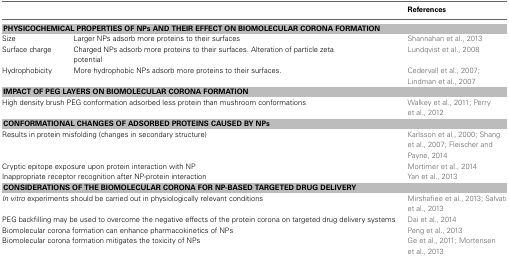 References
PHYSICOCHEMICAL PROPERTIES OF NPs AND THEIR EFFECT ON BIOMOLECULAR CORONA FORMATION
Size Larger NPs adsorb more proteins to their surfaces Shannahan et al., 2013
Surface charge Charged NPs adsorb more proteins to their surfaces. Alteration of particle zeta Lundqvist et al., 2008
potential
Hydrophobicity More hydrophobic NPs adsorb more proteins to their surfaces. Cedervall et al., 2007;
Lindman et al., 2007
IMPACT OF PEG LAYERS ON BIOMOLECULAR CORONA FORMATION
High density brush PEG conformation adsorbed less protein than mushroom conformations Walkey et al., 2011; Perry
et al., 2012
CONFORMATIONAL CHANGES OF ADSORBED PROTEINS CAUSED BY NPs
Results in protein misfolding (changes in secondary structure) Karlsson et al., 2000; Shang
et al., 2007; Fleischer and
Payne, 2014
Cryptic epitope exposure upon protein interaction with NP Mortimer et al., 2014
Inappropriate receptor recognition after NP-protein interaction Yan et al., 2013
CONSIDERATIONS OF THE BIOMOLECULAR CORONA FOR NP-BASED TARGETED DRUG DELIVERY
In vitro experiments should be carried out in physiologically relevant conditions Mirshafiee et al., 2013; Salvati
et al., 2013
PEG backfilling may be used to overcome the negative effects of the protein corona on targeted drug delivery systems Dai et al., 2014
Biomolecular corona formation can enhance pharmacokinetics of NPs Peng et al., 2013
Biomolecular corona formation mitigates the toxicity of NPs Ge et al., 2011; Mortensen
et al., 2013